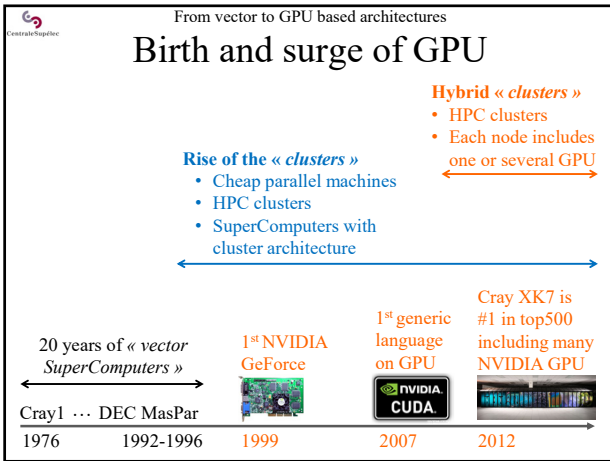 CentraleSupélec
From vector to GPU based architectures
Birth and surge of GPU
Hybrid « clusters »
• HPC clusters
• Each node includes
one or several GPU
Rise of the « clusters »
• Cheap parallel machines
• HPC clusters
• SuperComputers with
cluster architecture
20 years of « vector
SuperComputers »
1st NVIDIA
GeForce
1st generic
language
on GPU
Cray XK7 is
#1 in top500
including many
NVIDIA GPU
NVIDIA.
CUDA.
Cray1 ⋯ DEC MasPar
1976 1992-1996 1999 2007 2012